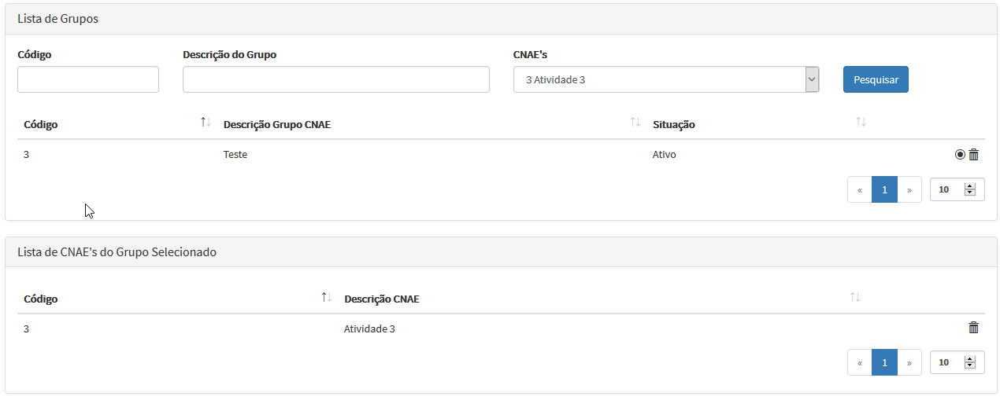 Lista de Grupos
Código Descrição do Grupo CNAE's
3 Atividade 3 Pesquisar
Código Descrição Grupo CNAE Situação
3 Teste Ativo
« 1 » 10
Lista de CNAE's do Grupo Selecionado
Código Descrição CNAE
3 Atividade 3
« 1 » 10